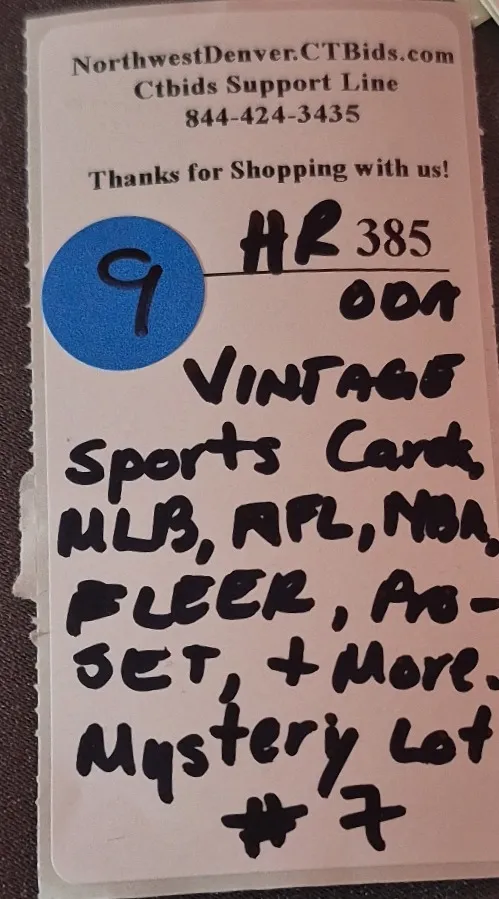 NorthwestDenver.CTBids.com
Ctbids Support Line
844-424-3435
Thanks for Shopping with us!
9
HR 385
ODA
VINTAGE
Sports Cards,
MLB, NFL, NBA,
FLEER, Pro-
SET, + More.
Mystery Lot
# 7